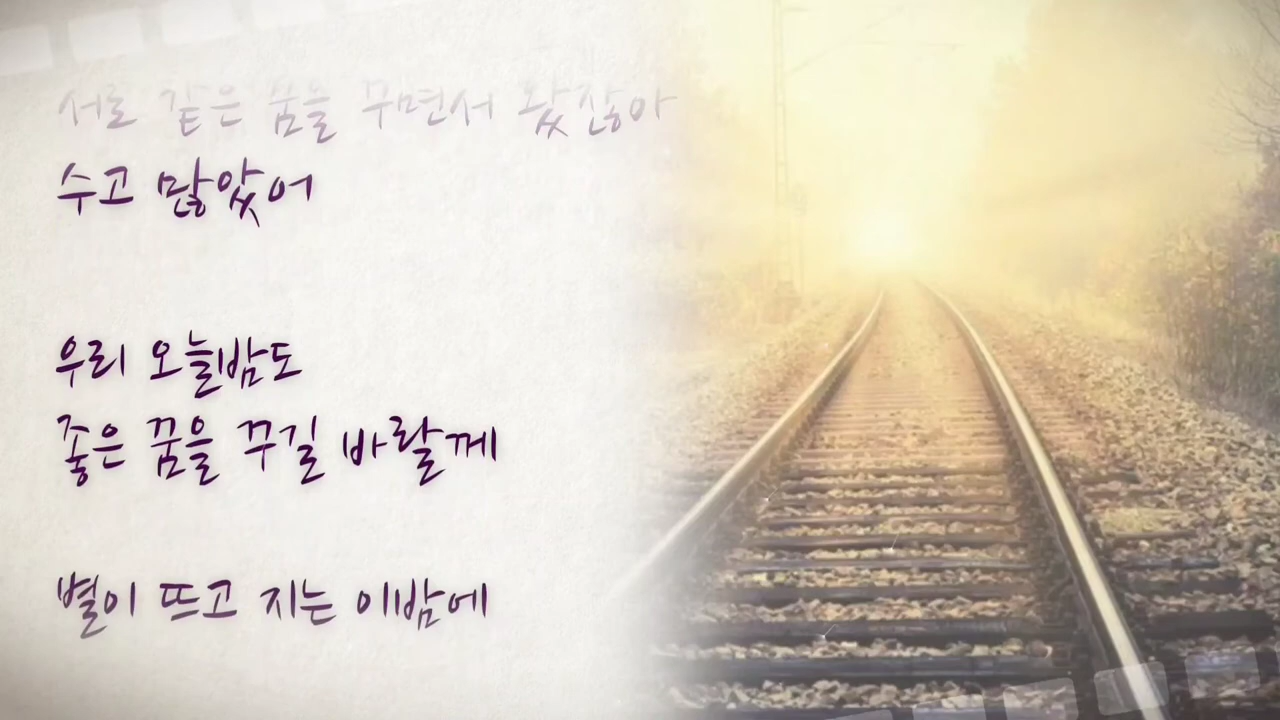 서로 같은 꿈을 꾸면서 왔잖아
수고 많았어
우리 오늘밤도
좋은 꿈을 꾸길 바랄께
별이 뜨고 지는 이밤에